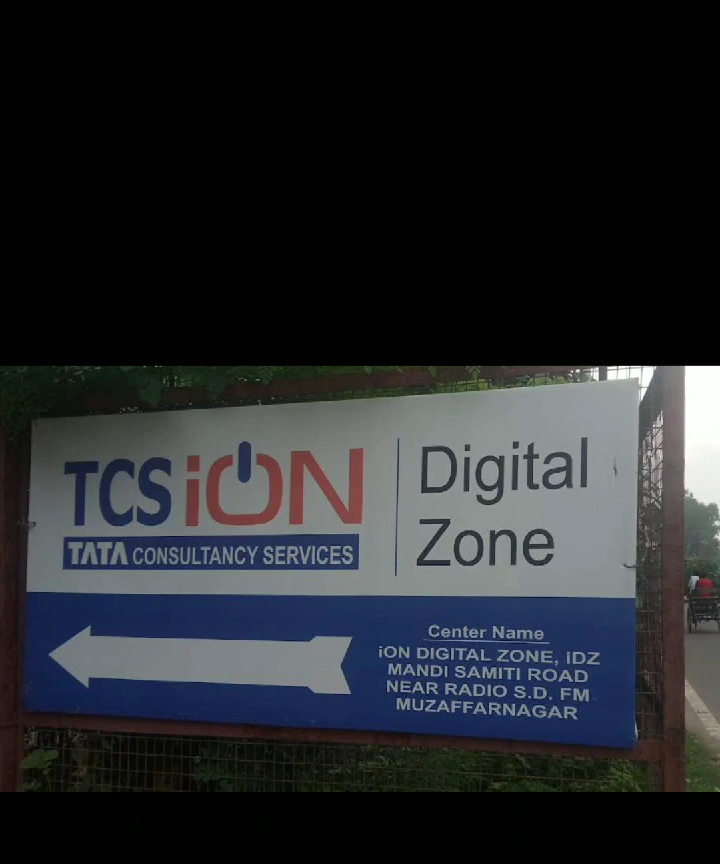 TCS iON
TATA CONSULTANCY SERVICES
Digital
Zone
Center Name
iON DIGITAL ZONE, iDZ
MANDI SAMITI ROAD
NEAR RADIO S.D. FM
MUZAFFARNAGAR